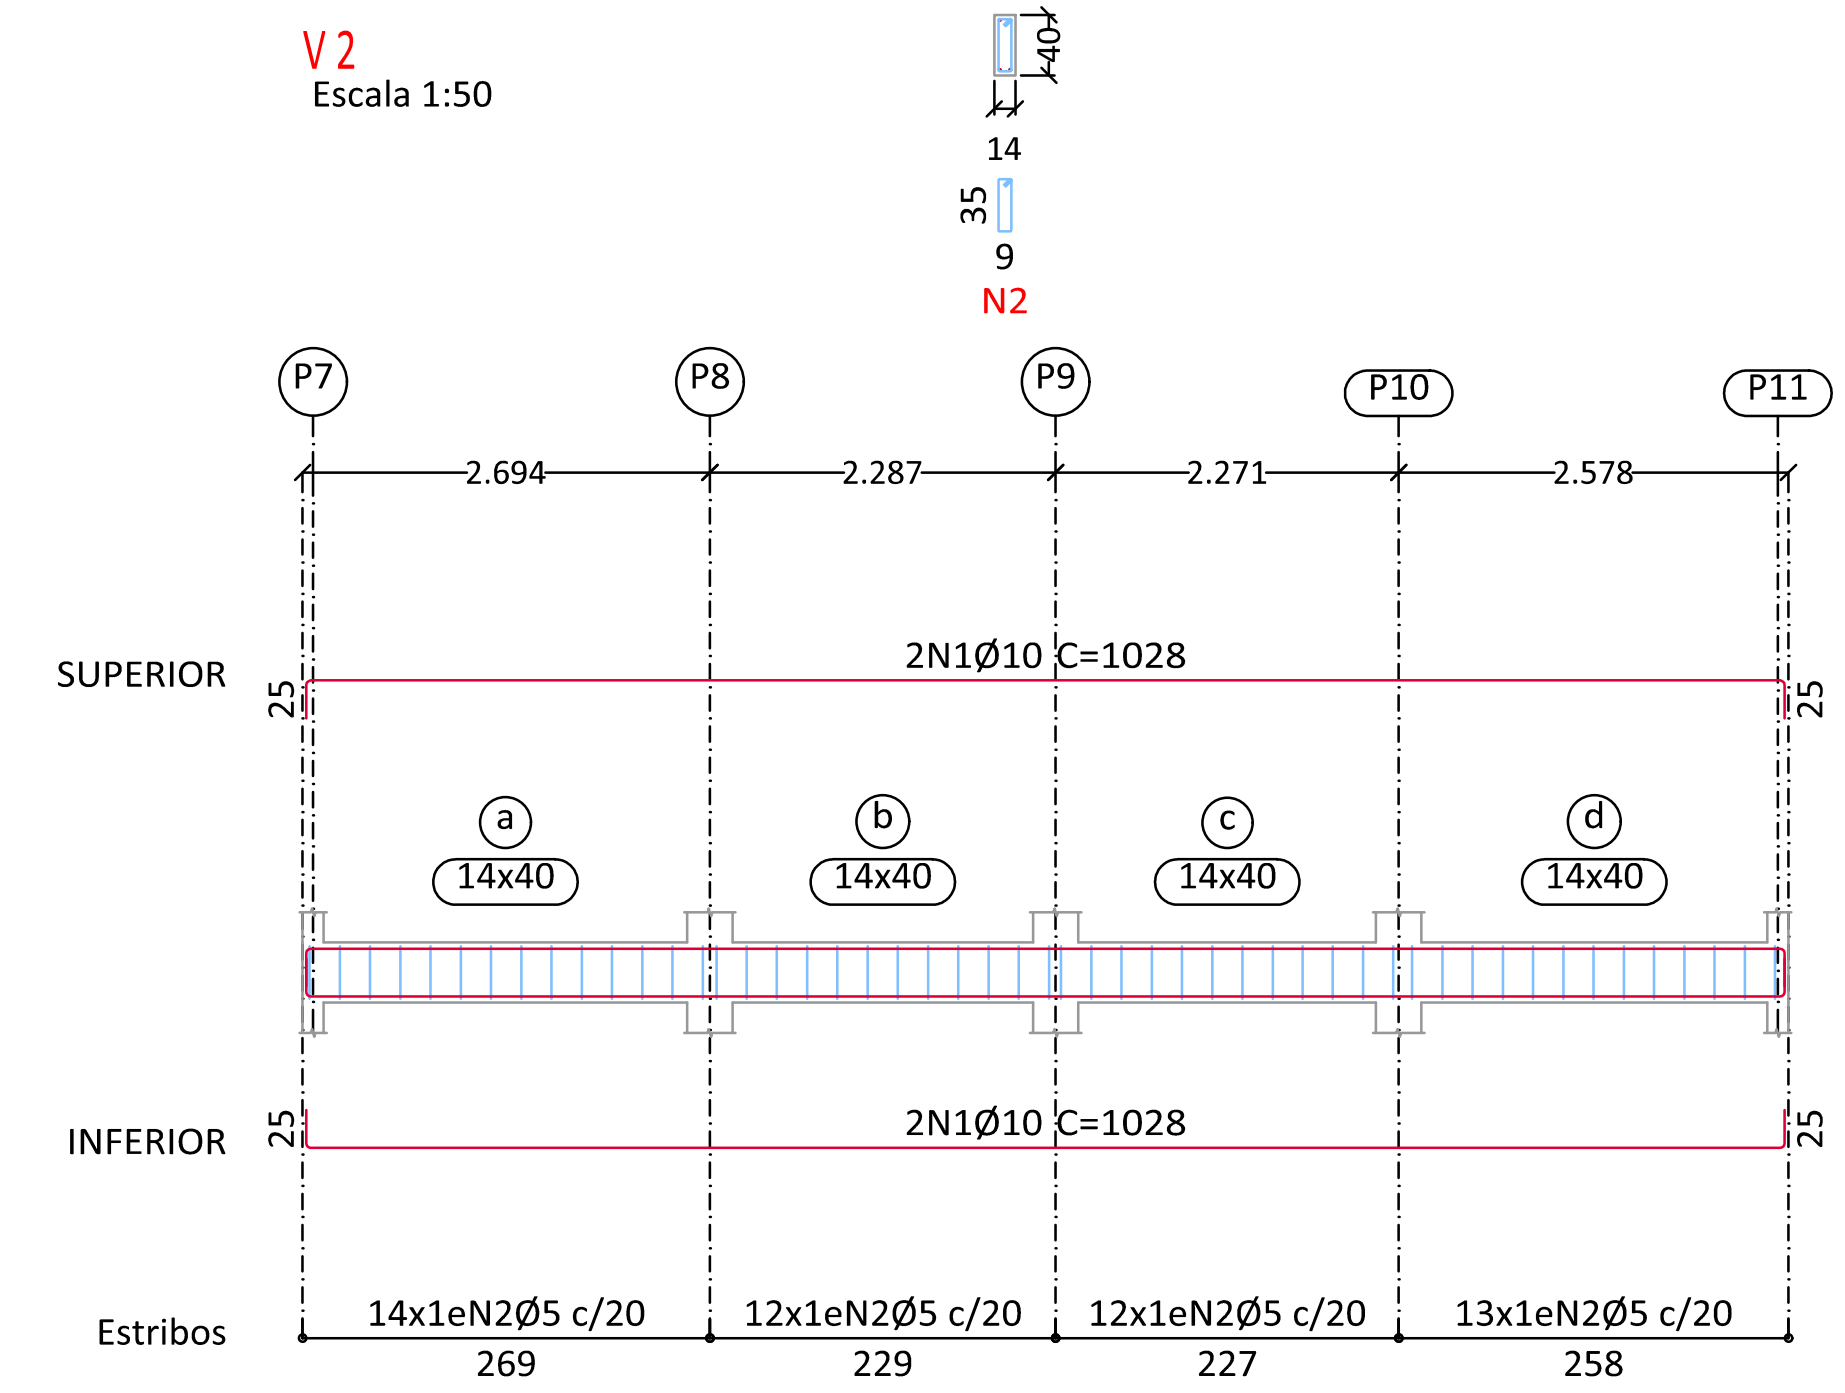 V 2
Escala 1:50
40
14
35
9
N2
P7 P8 P9 P10 P11
2.694 2.287 2.271 2.578
2N1Ø10 C=1028
SUPERIOR
25 25
a b c d
14x40 14x40 14x40 14x40
2N1Ø10 C=1028
INFERIOR
25 25
14x1eN2Ø5 c/20 12x1eN2Ø5 c/20 12x1eN2Ø5 c/20 13x1eN2Ø5 c/20
Estribos
269 229 227 258